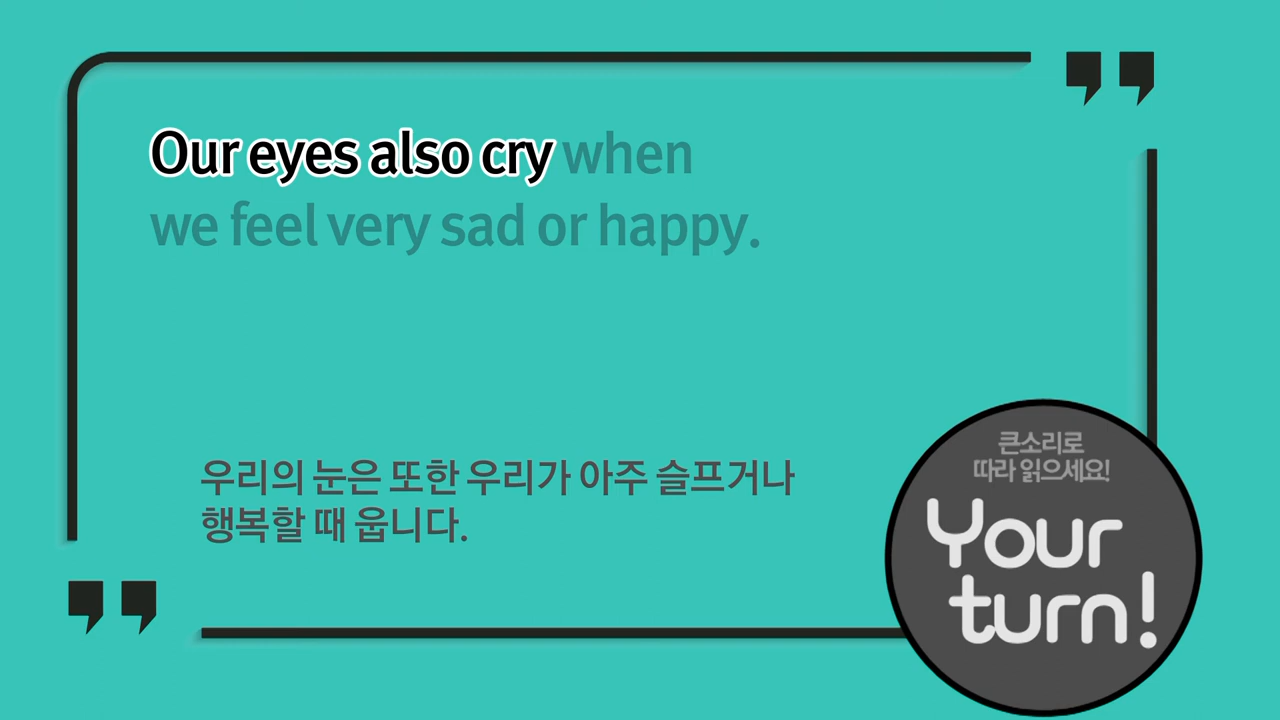 Our eyes also cry when
we feel very sad or happy.
우리의 눈은 또한 우리가 아주 슬프거나
행복할 때 웁니다.
큰소리로
따라 읽으세요!
Your
turn!